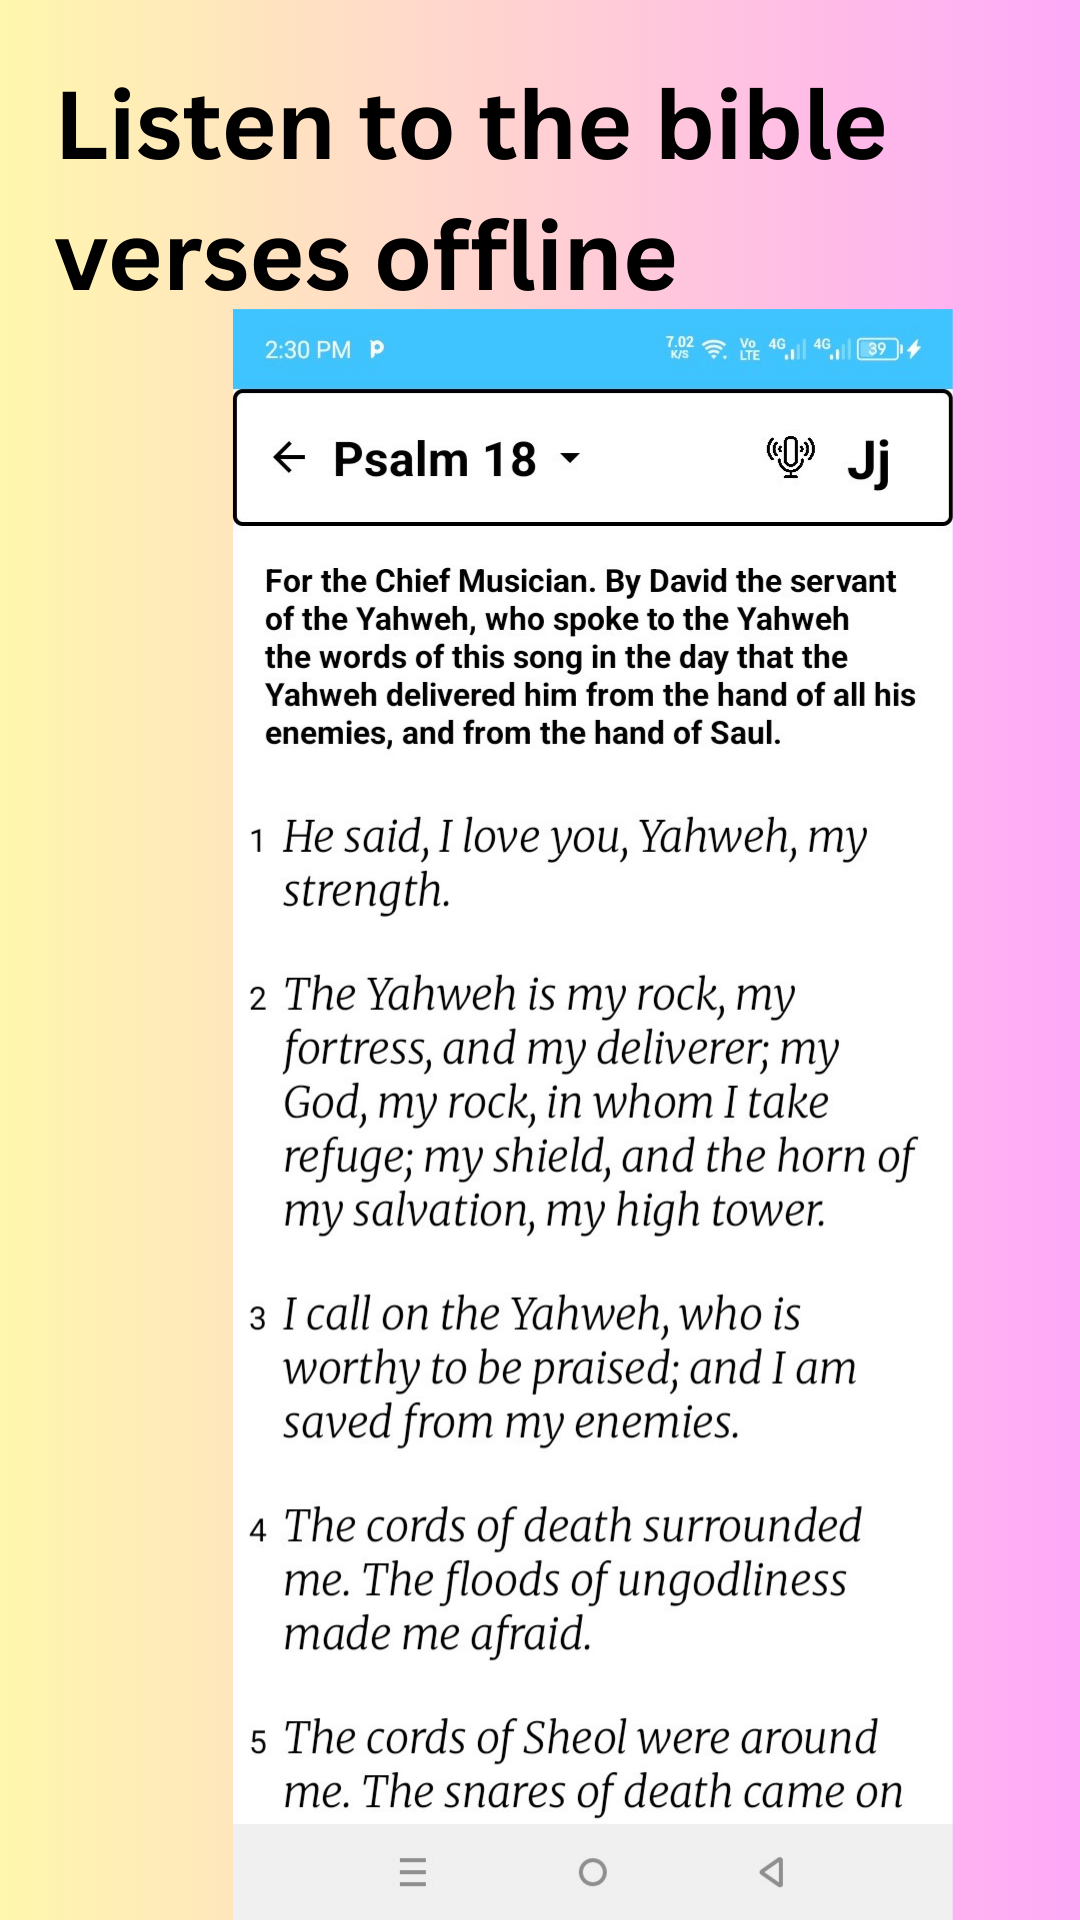 Listen to the bible
verses offline
2:30 PM
7.02
K/S
Vo
LTE
4G
4G
39
Psalm 18
Jj
For the Chief Musician. By David the servant
of the Yahweh, who spoke to the Yahweh
the words of this song in the day that the
Yahweh delivered him from the hand of all his
enemies, and from the hand of Saul.
1 He said, I love you, Yahweh, my
strength.
2 The Yahweh is my rock, my
fortress, and my deliverer; my
God, my rock, in whom I take
refuge; my shield, and the horn of
my salvation, my high tower.
3 I call on the Yahweh, who is
worthy to be praised; and I am
saved from my enemies.
4 The cords of death surrounded
me. The floods of ungodliness
made me afraid.
5 The cords of Sheol were around
me. The snares of death came on